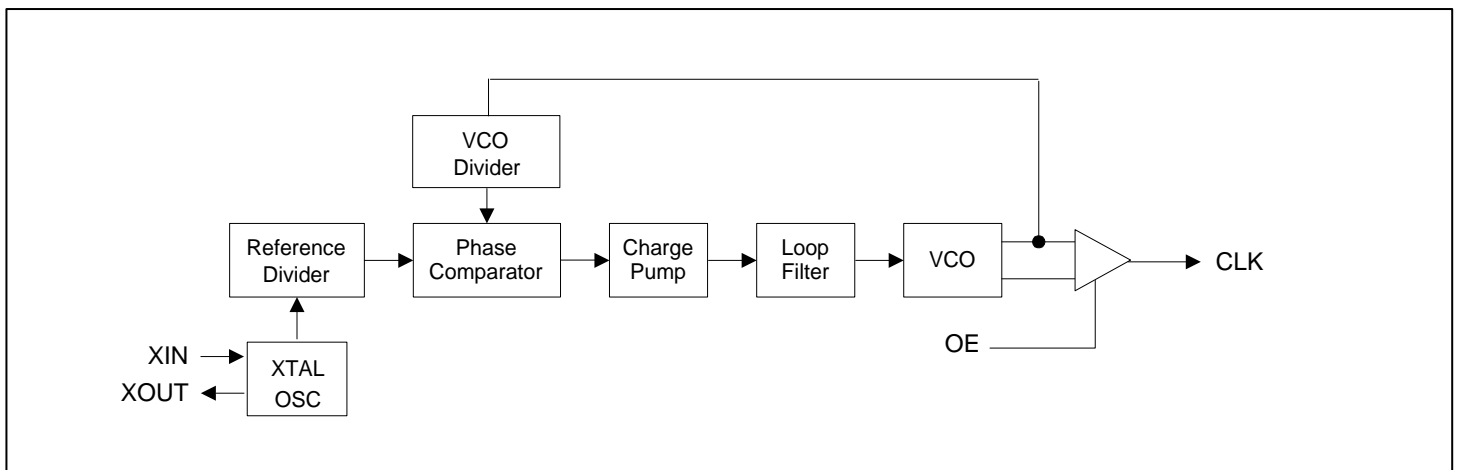 VCO
Divider
Reference
Divider
Phase
Comparator
Charge
Pump
Loop
Filter
VCO
CLK
OE
XIN
XOUT
XTAL
OSC